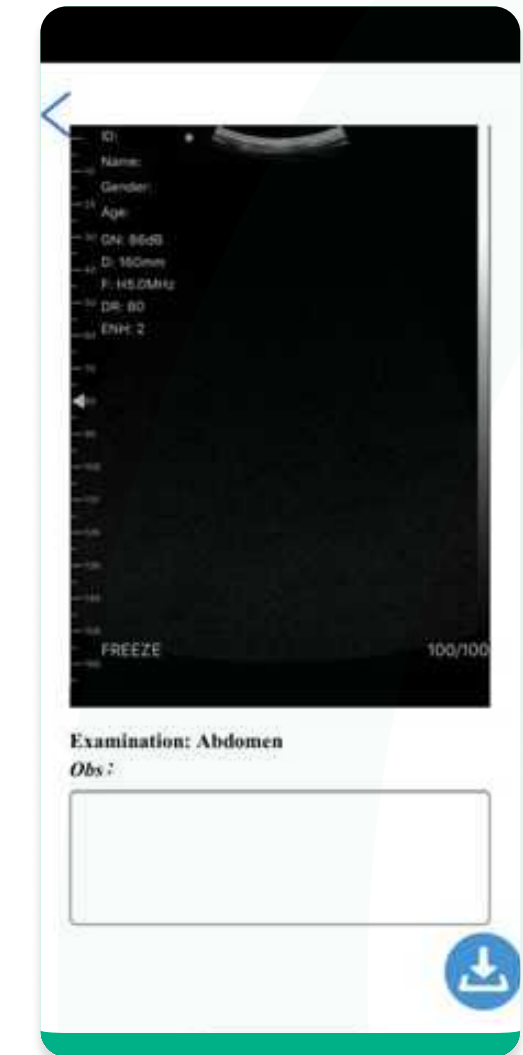 ID:
Name:
Gender:
Age:
GN: 86dB
D: 160mm
F: H5.0MHz
DR: 80
ENH: 2
FREEZE
100/100
Examination: Abdomen
Obs :